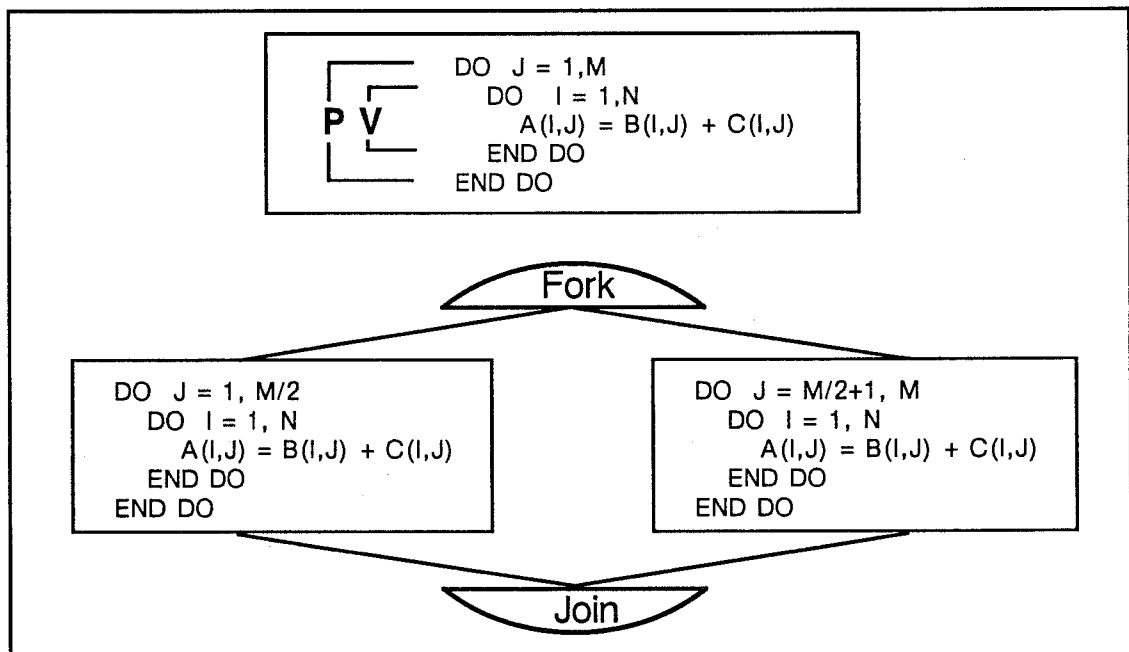 DO J = 1,M
DO I = 1,N
P V
A(I,J) = B(I,J) + C(I,J)
END DO
END DO
Fork
DO J = 1, M/2
DO I = 1, N
A(I,J) = B(I,J) + C(I,J)
END DO
END DO
DO J = M/2+1, M
DO I = 1, N
A(I,J) = B(I,J) + C(I,J)
END DO
END DO
Join